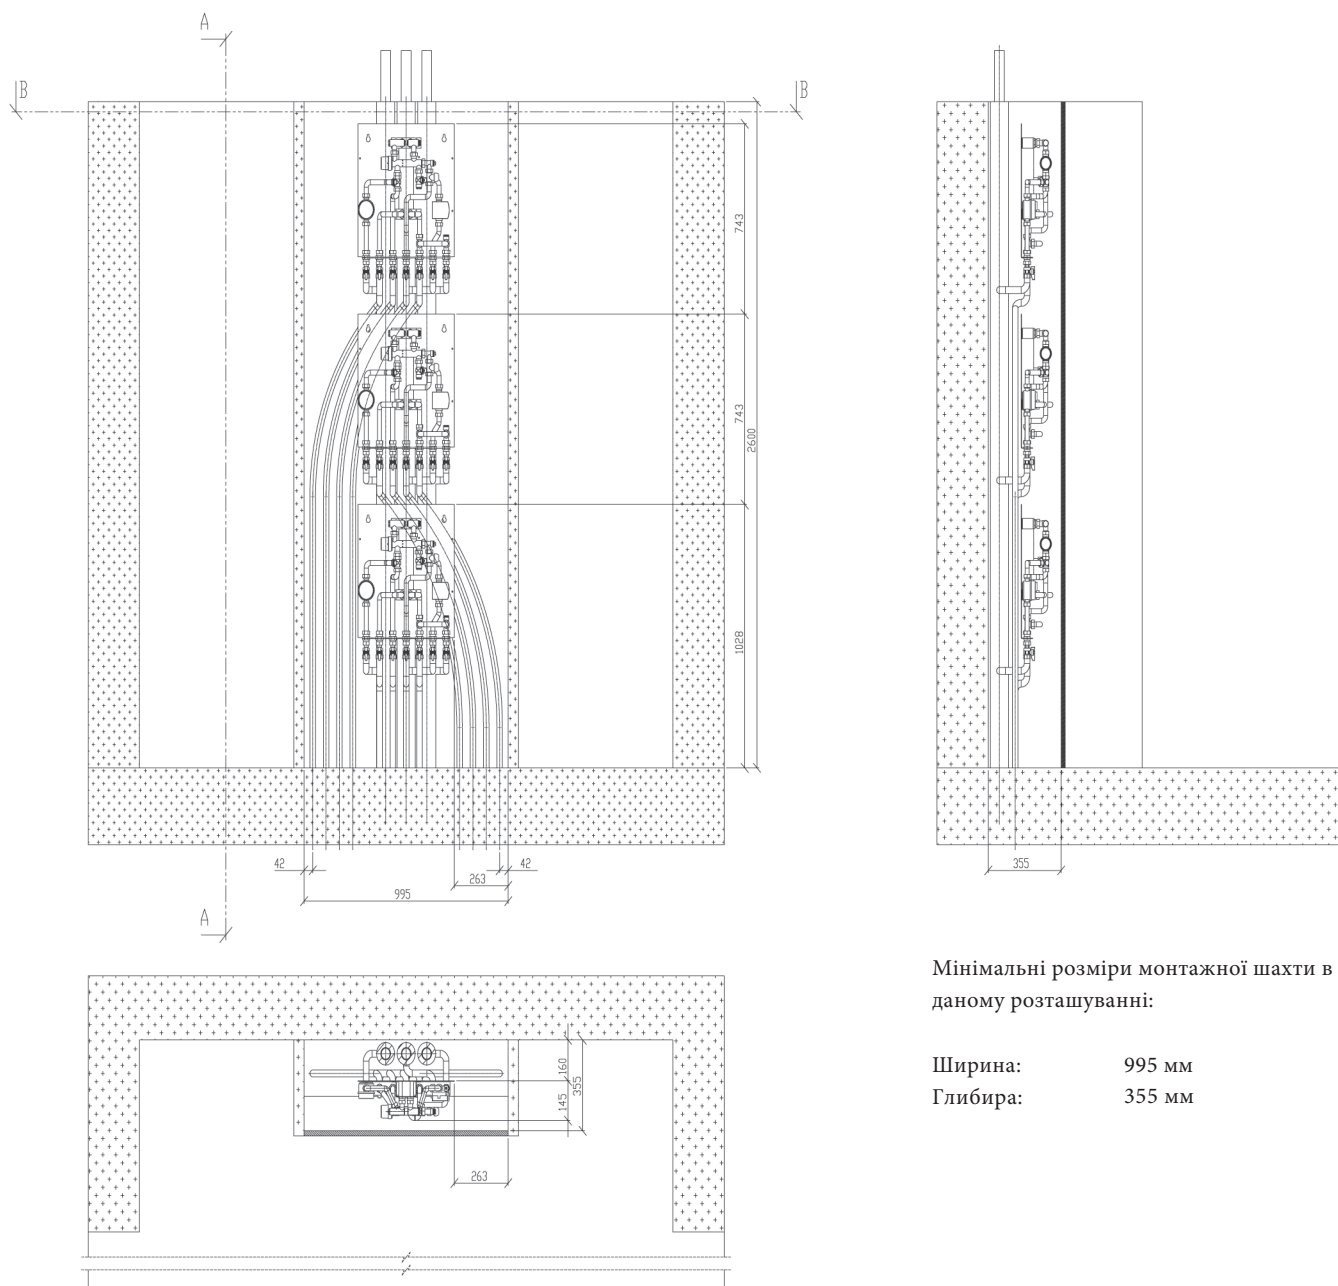 A
B
B
743
743
2600
1028
42
42
263
995
A
355
Мінімальні розміри монтажної шахти в
даному розташуванні:
Ширина: 995 мм
Глибира: 355 мм
160
355
145
263